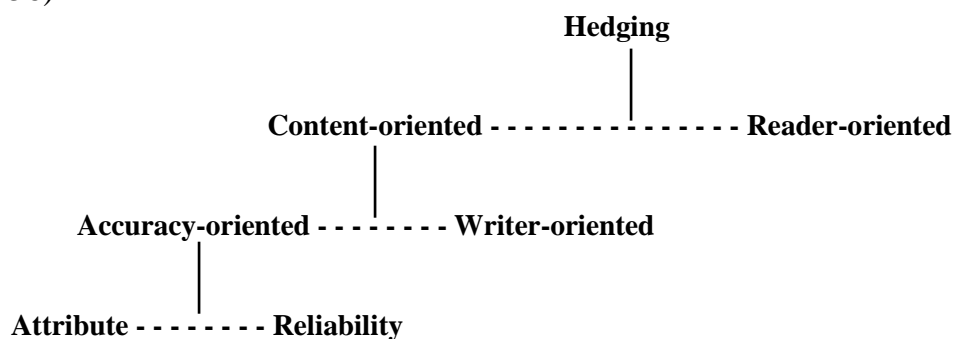 Hedging
Content-oriented - - - - - - - - - - - - - - - Reader-oriented
Accuracy-oriented - - - - - - - - Writer-oriented
Attribute - - - - - - - - Reliability